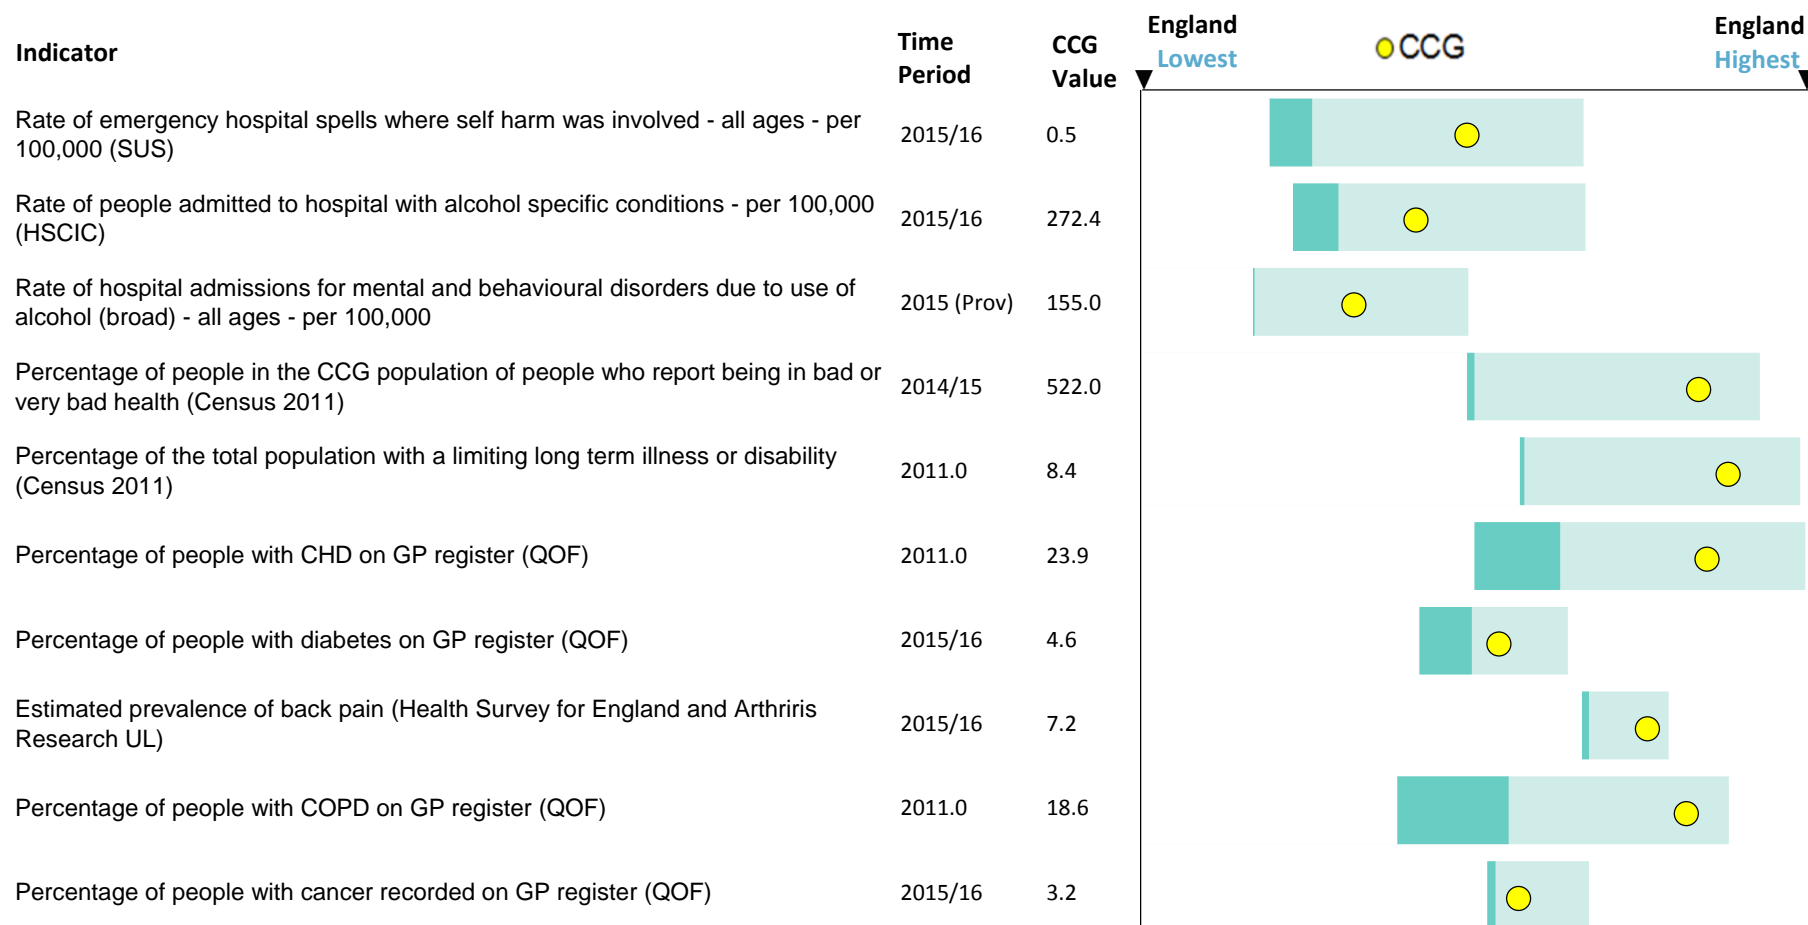 Indicator
Time Period
CCG Value
England Lowest
CCG
England Highest
Rate of emergency hospital spells where self harm was involved - all ages - per
100,000 (SUS)
2015/16
0.5
Rate of people admitted to hospital with alcohol specific conditions - per 100,000
(HSCIC)
2015/16
272.4
Rate of hospital admissions for mental and behavioural disorders due to use of
alcohol (broad) - all ages - per 100,000
2015 (Prov)
155.0
Percentage of people in the CCG population of people who report being in bad or
very bad health (Census 2011)
2014/15
522.0
Percentage of the total population with a limiting long term illness or disability
(Census 2011)
2011.0
8.4
Percentage of people with CHD on GP register (QOF)
2011.0
23.9
Percentage of people with diabetes on GP register (QOF)
2015/16
4.6
Estimated prevalence of back pain (Health Survey for England and Arthriris
Research UL)
2015/16
7.2
Percentage of people with COPD on GP register (QOF)
2011.0
18.6
Percentage of people with cancer recorded on GP register (QOF)
2015/16
3.2